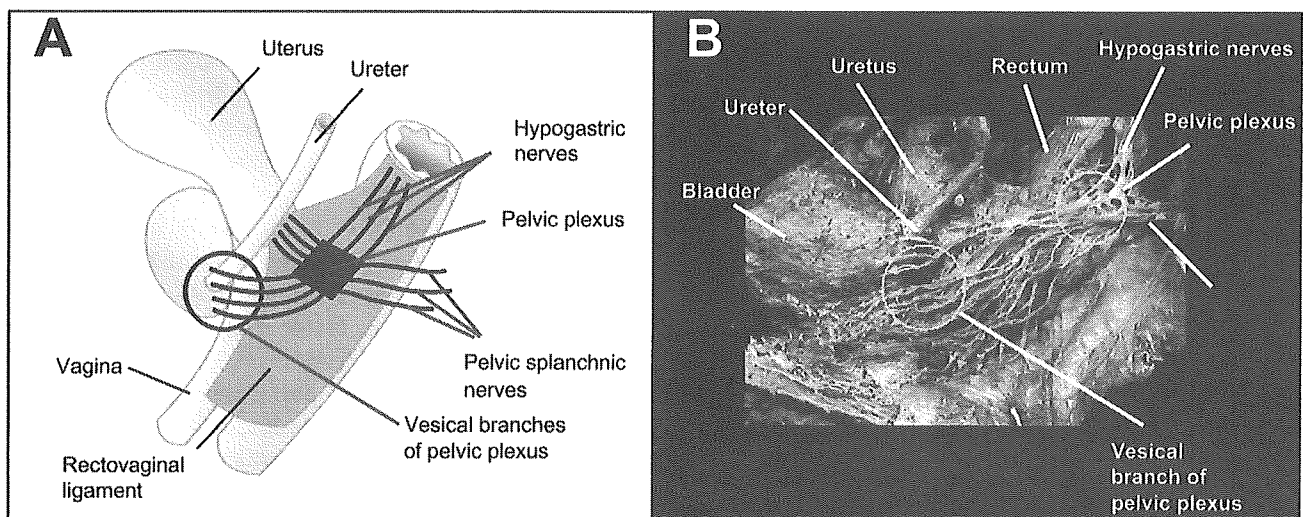 A
Uterus
Ureter
Hypogastric
nerves
Pelvic plexus
Pelvic splanchnic
nerves
Vagina
Vesical branches
of pelvic plexus
Rectovaginal
ligament
B
Hypogastric nerves
Uretus
Rectum
Ureter
Pelvic plexus
Bladder
Vesical
branch of
pelvic plexus